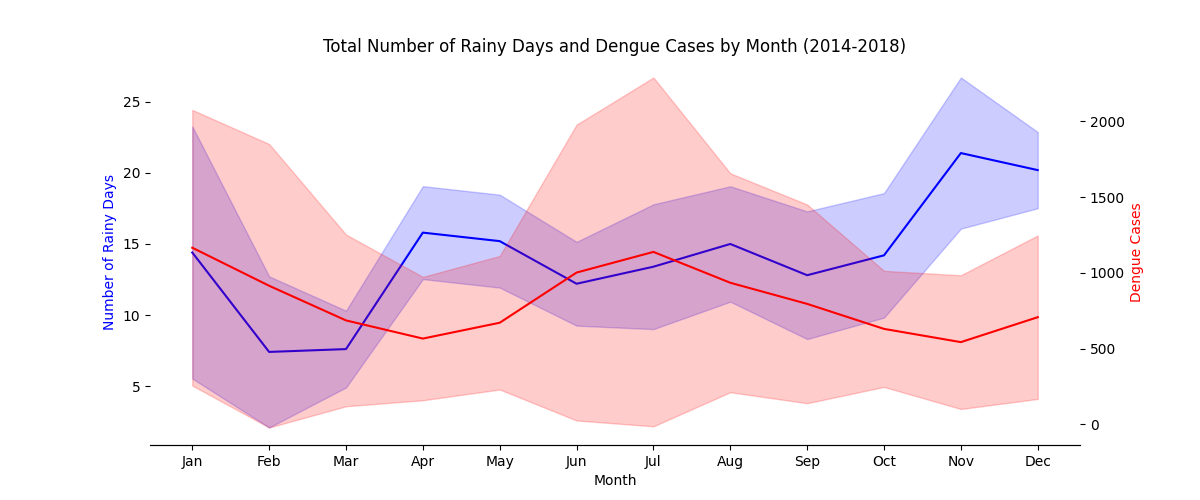 Total Number of Rainy Days and Dengue Cases by Month (2014-2018)
Number of Rainy Days
25
20
15
10
5
2000
1500
1000
500
0
Dengue Cases
Jan Feb Mar Apr May Jun Jul Aug Sep Oct Nov Dec
Month